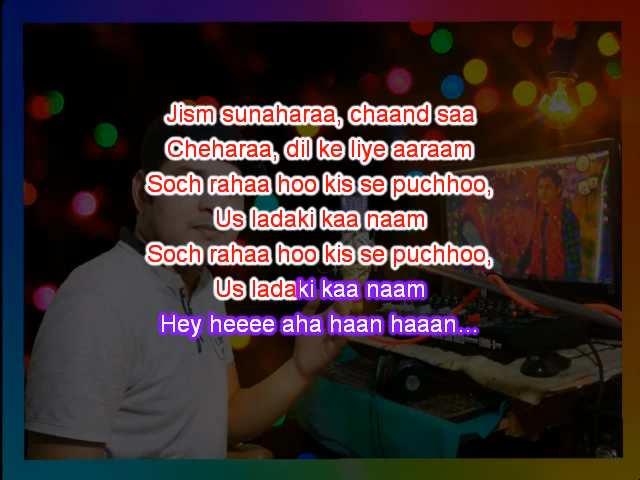 Jism sunaharaa, chaand saa
Cheharaa, dil ke liye aaraam
Soch rahaa hoo kis se puchhoo,
Us ladaki kaa naam
Soch rahaa hoo kis se puchhoo,
Us ladaki kaa naam
Hey heeee aha haan haaan...